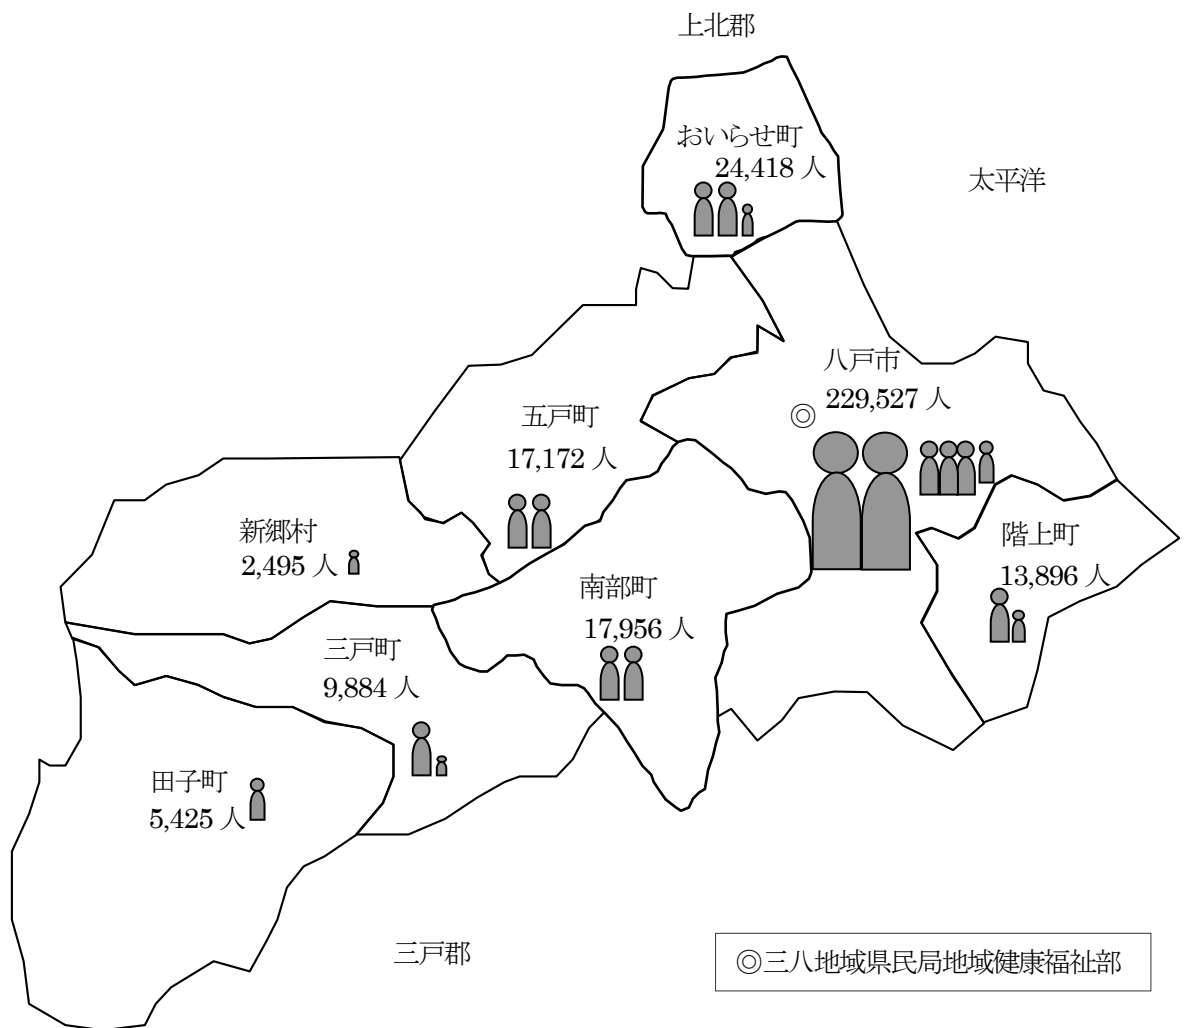 上北郡
おいらせ町
24,418 人
太平洋
八戸市
229,527 人
◎
五戸町
17,172 人
新郷村
2,495 人
階上町
13,896 人
南部町
17,956 人
三戸町
9,884 人
田子町
5,425 人
三戸郡
◎三八地域県民局地域健康福祉部